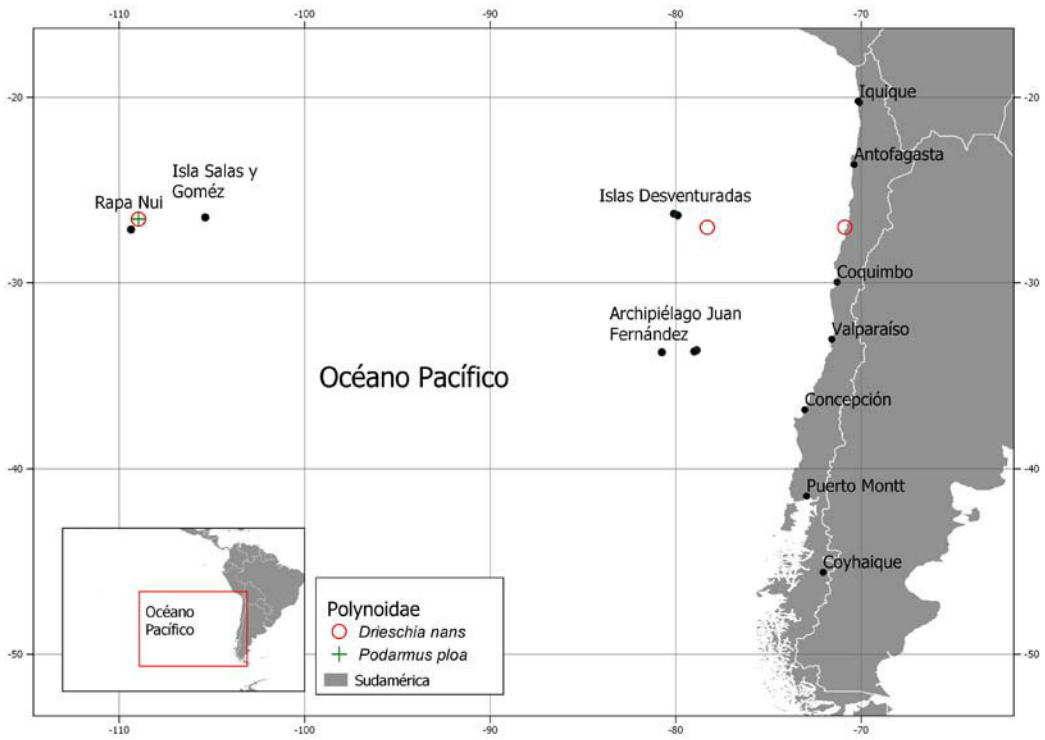 -110
-100
-90
-80
-70
-20
-20
Iquique
Antofagasta
Isla Salas y
Goméz
Rapa Nui
Islas Desventuradas
-30
-30
Coquimbo
Archipiélago Juan
Fernández
Valparaíso
Océano Pacífico
Concepción
-40
-40
Puerto Montt
Coyhaique
Océano
Pacífico
Polynoidae
Drieschia nans
Podarmus ploa
Sudamérica
-50
-50
-110
-100
-90
-80
-70